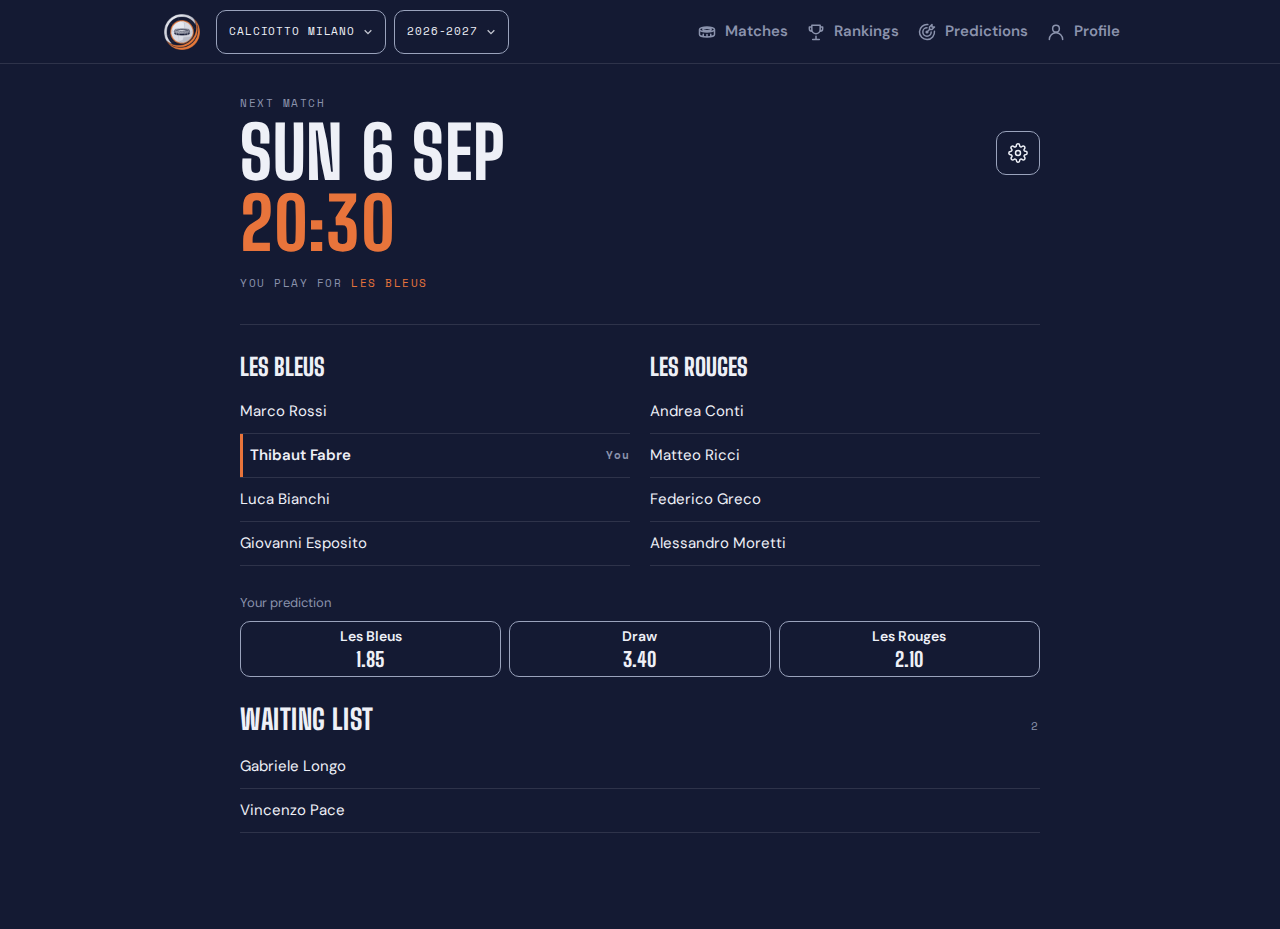 CALCIOTTO MILANO
2026-2027
Matches
Rankings
Predictions
Profile
NEXT MATCH
SUN 6 SEP
20:30
YOU PLAY FOR LES BLEUS
LES BLEUS
Marco Rossi
Thibaut Fabre You
Luca Bianchi
Giovanni Esposito
LES ROUGES
Andrea Conti
Matteo Ricci
Federico Greco
Alessandro Moretti
Your prediction
Les Bleus
1.85
Draw
3.40
Les Rouges
2.10
WAITING LIST
2
Gabriele Longo
Vincenzo Pace